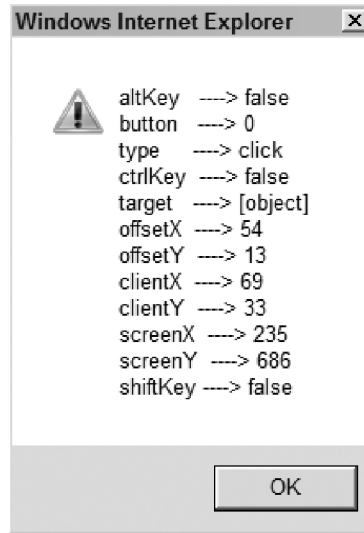 Windows Internet Explorer
altKey ----> false
button ----> 0
type ----> click
ctrlKey ----> false
target ----> [object]
offsetX ----> 54
offsetY ----> 13
clientX ----> 69
clientY ----> 33
screenX ----> 235
screenY ----> 686
shiftKey ----> false
OK